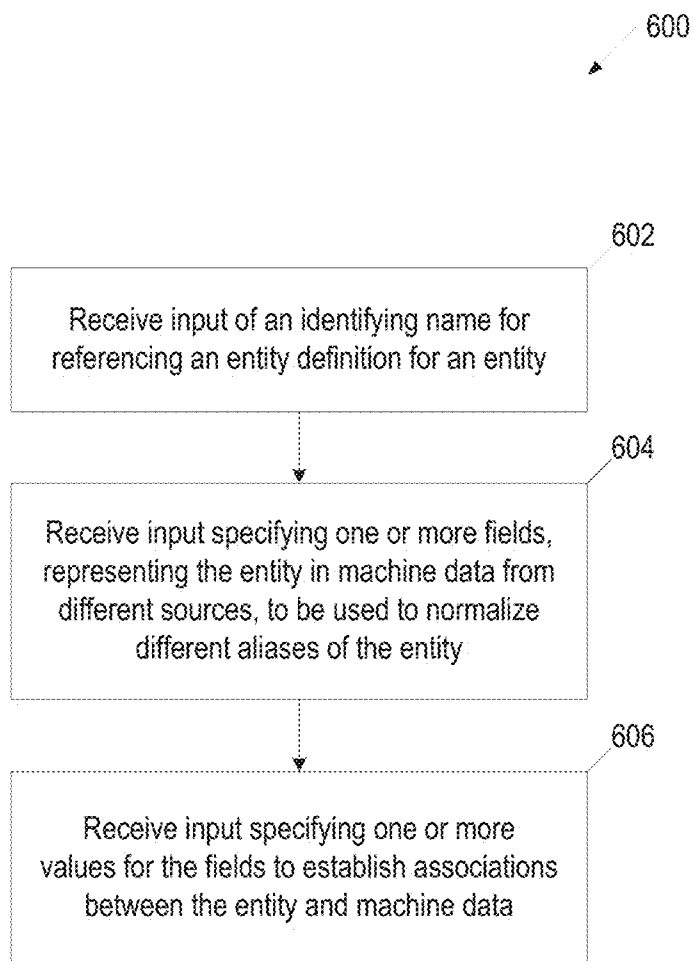 600
602
Receive input of an identifying name for
referencing an entity definition for an entity
604
Receive input specifying one or more fields,
representing the entity in machine data from
different sources, to be used to normalize
different aliases of the entity
606
Receive input specifying one or more
values for the fields to establish associations
between the entity and machine data